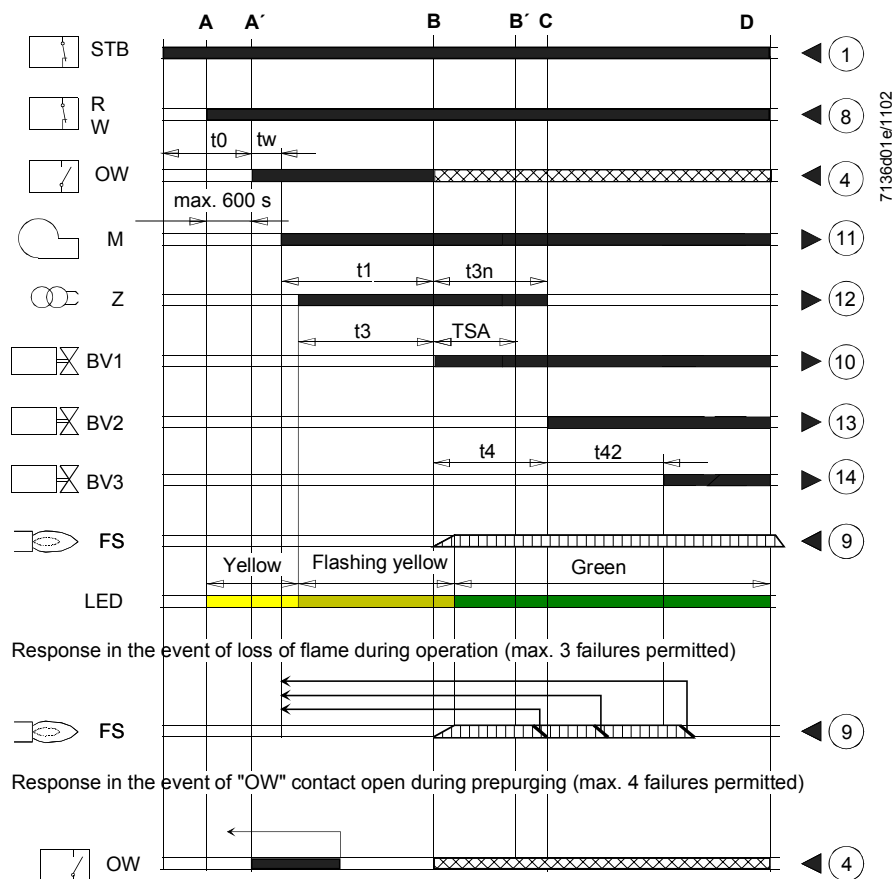 A A´ B B´ C D
STB 1
R
W 8
t0 tw
OW 4
max. 600 s
M 11
t1 t3n
Z 12
t3 TSA
BV1 10
BV2 13
t4 t42
BV3 14
FS 9
Yellow Flashing yellow Green
LED
Response in the event of loss of flame during operation (max. 3 failures permitted)
FS 9
Response in the event of "OW" contact open during prepurging (max. 4 failures permitted)
OW 4
7136d01e/1102